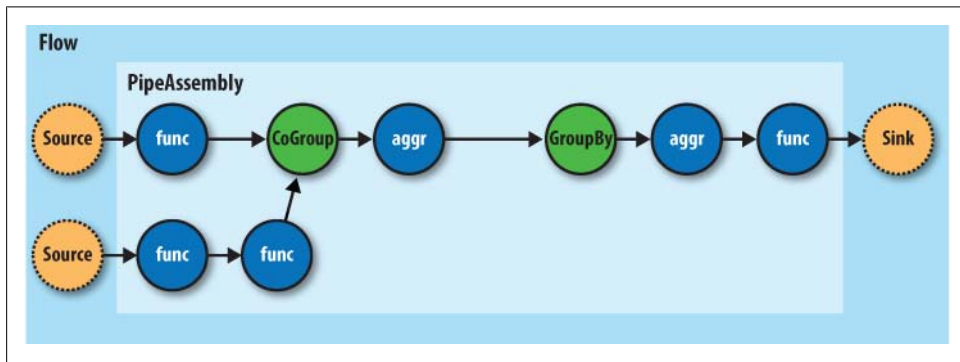 Flow
PipeAssembly
Source func CoGroup aggr GroupBy aggr func Sink
Source func func